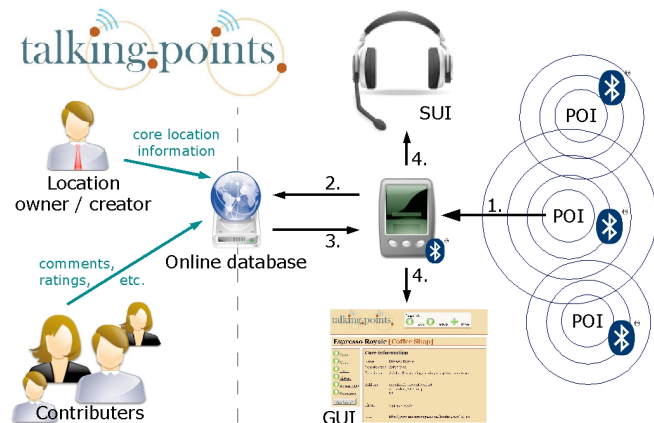 talking-points.
core location
information
Location
owner / creator
SUI
4.
POI
2.
1.
POI
3.
Online database
comments,
ratings, etc.
4.
POI
talking-points.
Espresso Royale [Coffee Shop]
Core information
Contributers
GUI